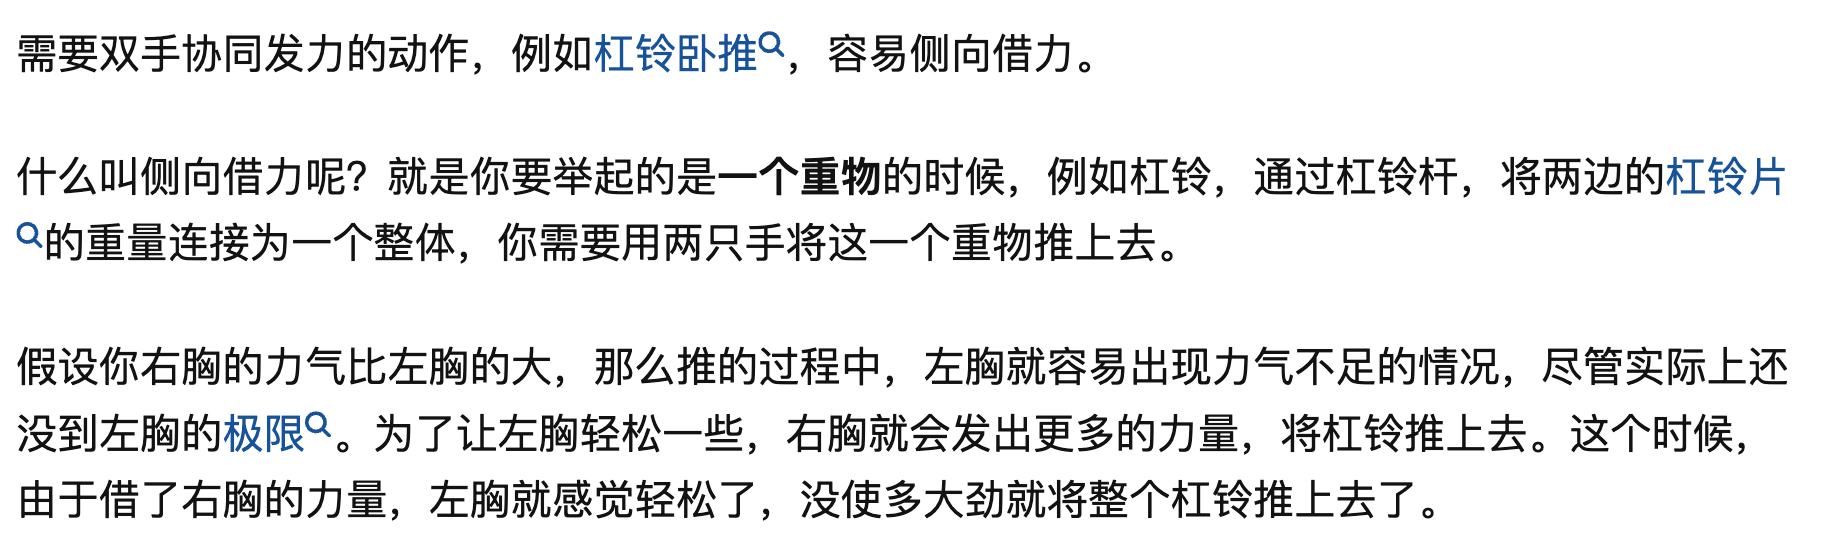 需要双手协同发力的动作，例如杠铃卧推，容易侧向借力。
什么叫侧向借力呢？就是你要举起的是一个重物的时候，例如杠铃，通过杠铃杆，将两边的杠铃片
的重量连接为一个整体，你需要用两只手将这一个重物推上去。
假设你右胸的力气比左胸的大，那么推的过程中，左胸就容易出现力气不足的情况，尽管实际上还
没到左胸的极限。为了让左胸轻松一些，右胸就会发出更多的力量，将杠铃推上去。这个时候，
由于借了右胸的力量，左胸就感觉轻松了，没使多大劲就将整个杠铃推上去了。